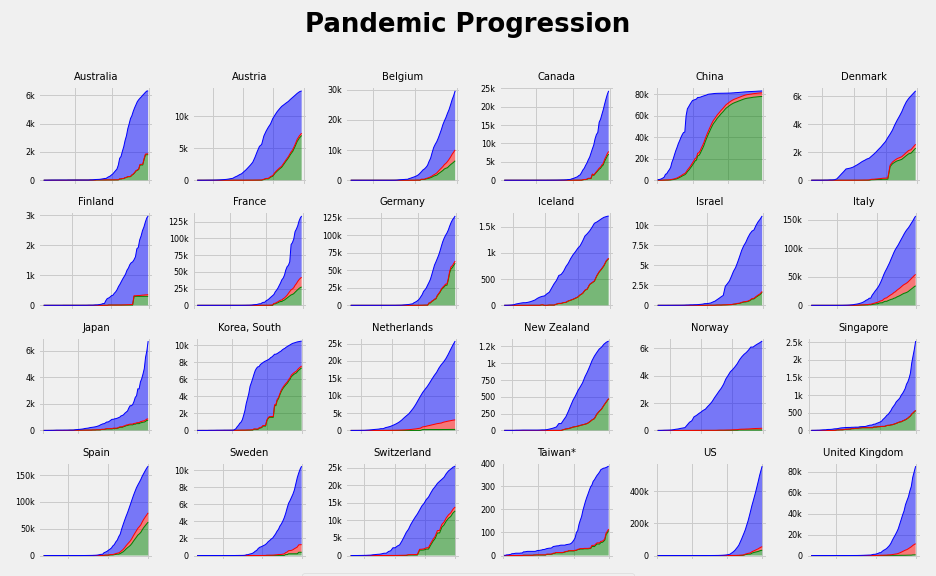 Pandemic Progression
Australia Austria Belgium Canada China Denmark
6k 4k 2k 0
10k 5k 0
30k 20k 10k 0
25k 20k 15k 10k 5k 0
80k 60k 40k 20k 0
6k 4k 2k 0
Finland France Germany Iceland Israel Italy
3k 2k 1k 0
125k 100k 75k 50k 25k 0
125k 100k 75k 50k 25k 0
1.5k 1k 500 0
10k 7.5k 5k 2.5k 0
150k 100k 50k 0
Japan Korea, South Netherlands New Zealand Norway Singapore
6k 4k 2k 0
10k 8k 6k 4k 2k 0
25k 20k 15k 10k 5k 0
1.2k 1k 750 500 250 0
6k 4k 2k 0
2.5k 2k 1.5k 1k 500 0
Spain Sweden Switzerland Taiwan* US United Kingdom
150k 100k 50k 0
10k 8k 6k 4k 2k 0
25k 20k 15k 10k 5k 0
400 300 200 100 0
400k 200k 0
80k 60k 40k 20k 0